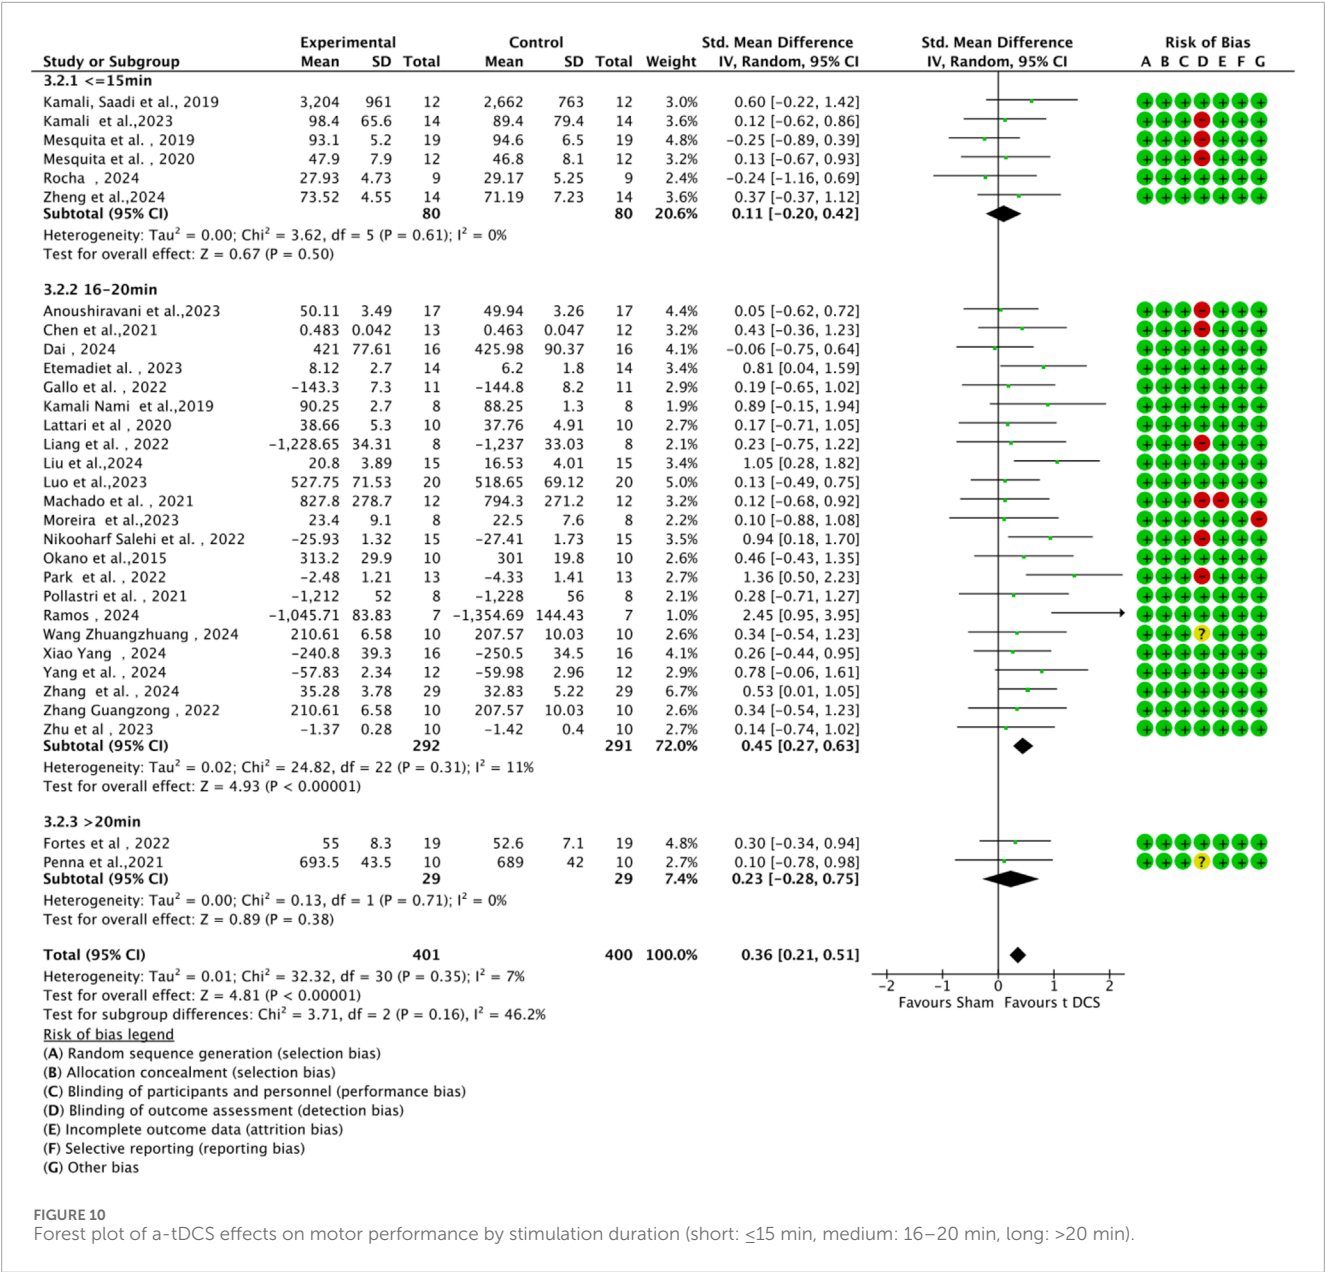 Experimental Control Std. Mean Difference Std. Mean Difference Risk of Bias
Study or Subgroup Mean SD Total Mean SD Total Weight IV, Random, 95% CI IV, Random, 95% CI A B C D E F G
3.2.1 <=15min
Kamali, Saadi et al., 2019 3,204 961 12 2,662 763 12 3.0% 0.60 [−0.22, 1.42] + + + + + + +
Kamali et al.,2023 98.4 65.6 14 89.4 79.4 14 3.6% 0.12 [−0.62, 0.86] + + + − + + +
Mesquita et al. , 2019 93.1 5.2 19 94.6 6.5 19 4.8% −0.25 [−0.89, 0.39] + + + − + + +
Mesquita et al. , 2020 47.9 7.9 12 46.8 8.1 12 3.2% 0.13 [−0.67, 0.93] + + + − + + +
Rocha , 2024 27.93 4.73 9 29.17 5.25 9 2.4% −0.24 [−1.16, 0.69] + + + + + + +
Zheng et al.,2024 73.52 4.55 14 71.19 7.23 14 3.6% 0.37 [−0.37, 1.12] + + + + + + +
Subtotal (95% CI) 80 80 20.6% 0.11 [−0.20, 0.42]
Heterogeneity: Tau² = 0.00; Chi² = 3.62, df = 5 (P = 0.61); I² = 0%
Test for overall effect: Z = 0.67 (P = 0.50)
3.2.2 16−20min
Anoushiravani et al.,2023 50.11 3.49 17 49.94 3.26 17 4.4% 0.05 [−0.62, 0.72] + + + − + + +
Chen et al.,2021 0.483 0.042 13 0.463 0.047 12 3.2% 0.43 [−0.36, 1.23] + + + − + + +
Dai , 2024 421 77.61 16 425.98 90.37 16 4.1% −0.06 [−0.75, 0.64] + + + + + + +
Etemadiet et al. , 2023 8.12 2.7 14 6.2 1.8 14 3.1% 0.81 [0.04, 1.59] + + + + + + +
Gallo et al. , 2022 −143.3 7.3 11 −144.8 8.2 11 2.9% 0.19 [−0.65, 1.02] + + + + + + +
Kamali Nami et al.,2019 90.25 2.7 8 88.25 1.3 8 1.9% 0.89 [−0.15, 1.94] + + + + + + +
Lattari et al , 2020 38.66 5.3 10 37.76 4.91 10 2.6% 0.17 [−0.71, 1.05] + + + + + + +
Liang et al. , 2022 −1,228.65 34.31 8 −1,237 33.03 8 2.1% 0.23 [−0.75, 1.22] + + + − + + +
Liu et al.,2024 20.8 3.89 15 16.53 4.01 15 3.4% 1.05 [0.28, 1.82] + + + + + + +
Luo et al.,2023 527.75 71.53 20 518.65 69.12 20 5.0% 0.13 [−0.49, 0.75] + + + + + + +
Machado et al. , 2021 827.8 278.7 12 794.3 271.2 12 3.2% 0.12 [−0.68, 0.92] + + + − − + +
Moreira et al.,2023 23.4 9.1 8 22.5 7.6 8 2.2% 0.10 [−0.88, 1.08] + + + + + + −
Nikooharf Salehi et al. , 2022 −25.93 1.32 15 −27.41 1.73 15 3.5% 0.94 [0.18, 1.70] + + + − + + +
Okano et al.,2015 313.2 29.9 10 301 19.8 10 2.6% 0.46 [−0.43, 1.35] + + + + + + +
Park et al. , 2022 −2.48 1.21 13 −4.33 1.41 13 2.7% 1.36 [0.50, 2.23] + + + − + + +
Pollastri et al. , 2021 −1,212 52 8 −1,228 56 8 2.1% 0.28 [−0.71, 1.27] + + + + + + +
Ramos , 2024 −1,045.71 83.83 7 −1,354.69 144.43 7 1.0% 2.45 [0.95, 3.95] + + + + + + +
Wang Zhuangzhuang , 2024 210.61 6.58 10 207.57 10.03 10 2.6% 0.34 [−0.54, 1.23] + + + ? + + +
Xiao Yang , 2024 −240.8 39.3 16 −250.5 34.5 16 4.1% 0.26 [−0.44, 0.95] + + + + + + +
Yang et al. , 2024 −57.83 2.34 12 −59.98 2.96 12 2.9% 0.78 [−0.06, 1.61] + + + + + + +
Zhang et al. , 2024 35.28 3.78 29 32.83 5.22 29 6.7% 0.53 [0.01, 1.05] + + + + + + +
Zhang Guangzong , 2022 210.61 6.58 10 207.57 10.03 10 2.6% 0.34 [−0.54, 1.23] + + + + + + +
Zhu et al , 2023 −1.37 0.28 10 −1.42 0.4 10 2.7% 0.14 [−0.74, 1.02] + + + + + + +
Subtotal (95% CI) 292 291 72.0% 0.45 [0.27, 0.63]
Heterogeneity: Tau² = 0.02; Chi² = 24.82, df = 22 (P = 0.31); I² = 11%
Test for overall effect: Z = 4.93 (P < 0.00001)
3.2.3 >20min
Fortes et al , 2022 55 8.3 19 52.6 7.1 19 4.8% 0.30 [−0.34, 0.94] + + + + + + +
Penna et al.,2021 693.5 43.5 10 689 42 10 2.7% 0.10 [−0.78, 0.98] + + + ? + + +
Subtotal (95% CI) 29 29 7.4% 0.23 [−0.28, 0.75]
Heterogeneity: Tau² = 0.00; Chi² = 0.13, df = 1 (P = 0.71); I² = 0%
Test for overall effect: Z = 0.89 (P = 0.38)
Total (95% CI) 401 400 100.0% 0.36 [0.21, 0.51]
Heterogeneity: Tau² = 0.01; Chi² = 32.32, df = 30 (P = 0.35); I² = 7%
Test for overall effect: Z = 4.81 (P < 0.00001)
Test for subgroup differences: Chi² = 3.71, df = 2 (P = 0.16), I² = 46.2%
−2 −1 0 1 2
Favours Sham Favours t DCS
Risk of bias legend
(A) Random sequence generation (selection bias)
(B) Allocation concealment (selection bias)
(C) Blinding of participants and personnel (performance bias)
(D) Blinding of outcome assessment (detection bias)
(E) Incomplete outcome data (attrition bias)
(F) Selective reporting (reporting bias)
(G) Other bias
FIGURE 10
Forest plot of a-tDCS effects on motor performance by stimulation duration (short: ≤15 min, medium: 16–20 min, long: >20 min).